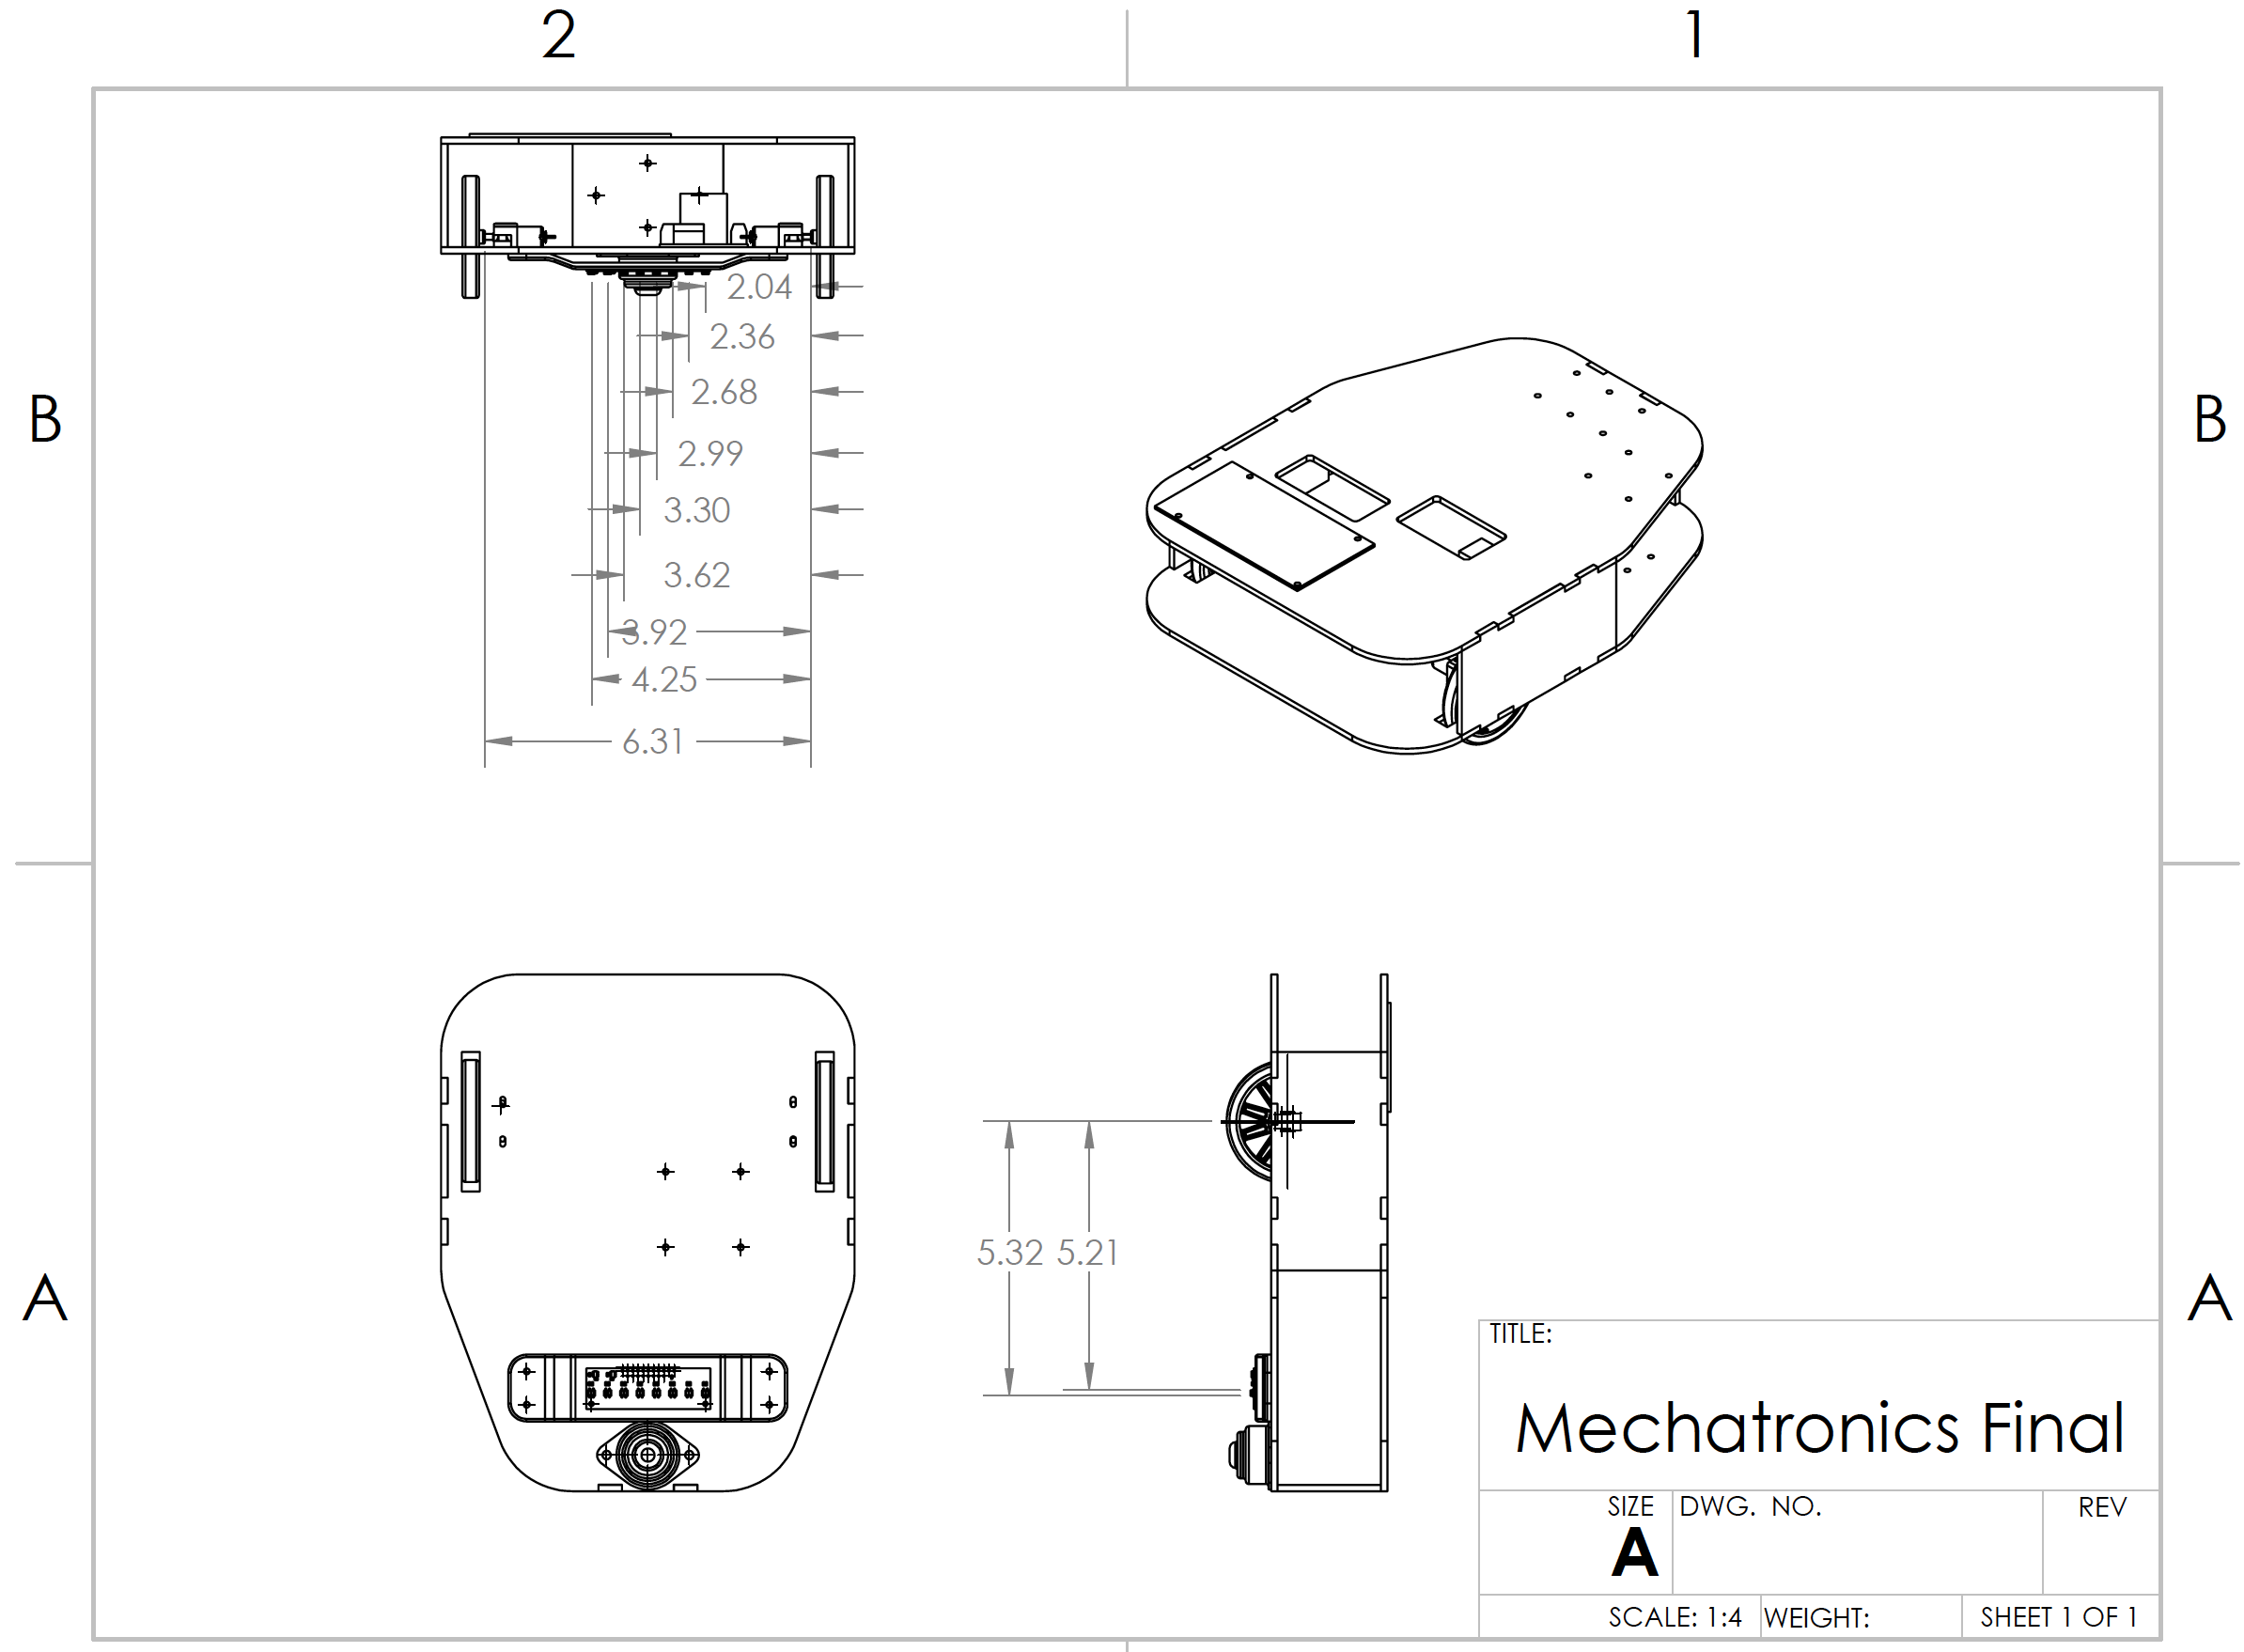 2 1
B B
2.04
2.36
2.68
2.99
3.30
3.62
3.92
4.25
6.31
5.32 5.21
A A
TITLE:
Mechatronics Final
SIZE DWG. NO. REV
A
SCALE: 1:4 WEIGHT: SHEET 1 OF 1